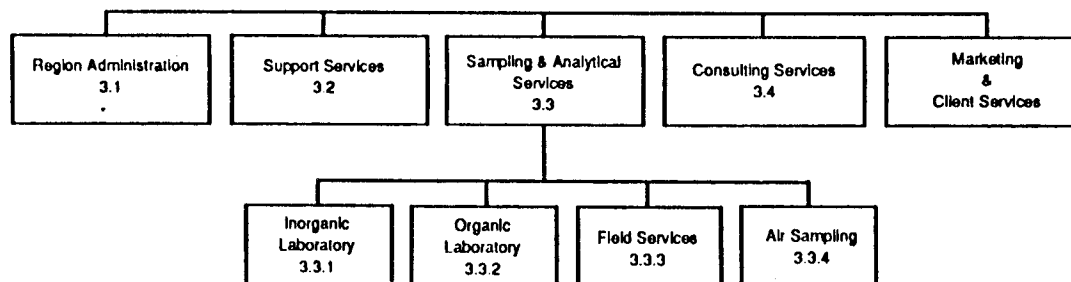 Region Administration
3.1
Support Services
3.2
Sampling & Analytical
Services
3.3
Consulting Services
3.4
Marketing
&
Client Services
Inorganic
Laboratory
3.3.1
Organic
Laboratory
3.3.2
Field Services
3.3.3
Air Sampling
3.3.4